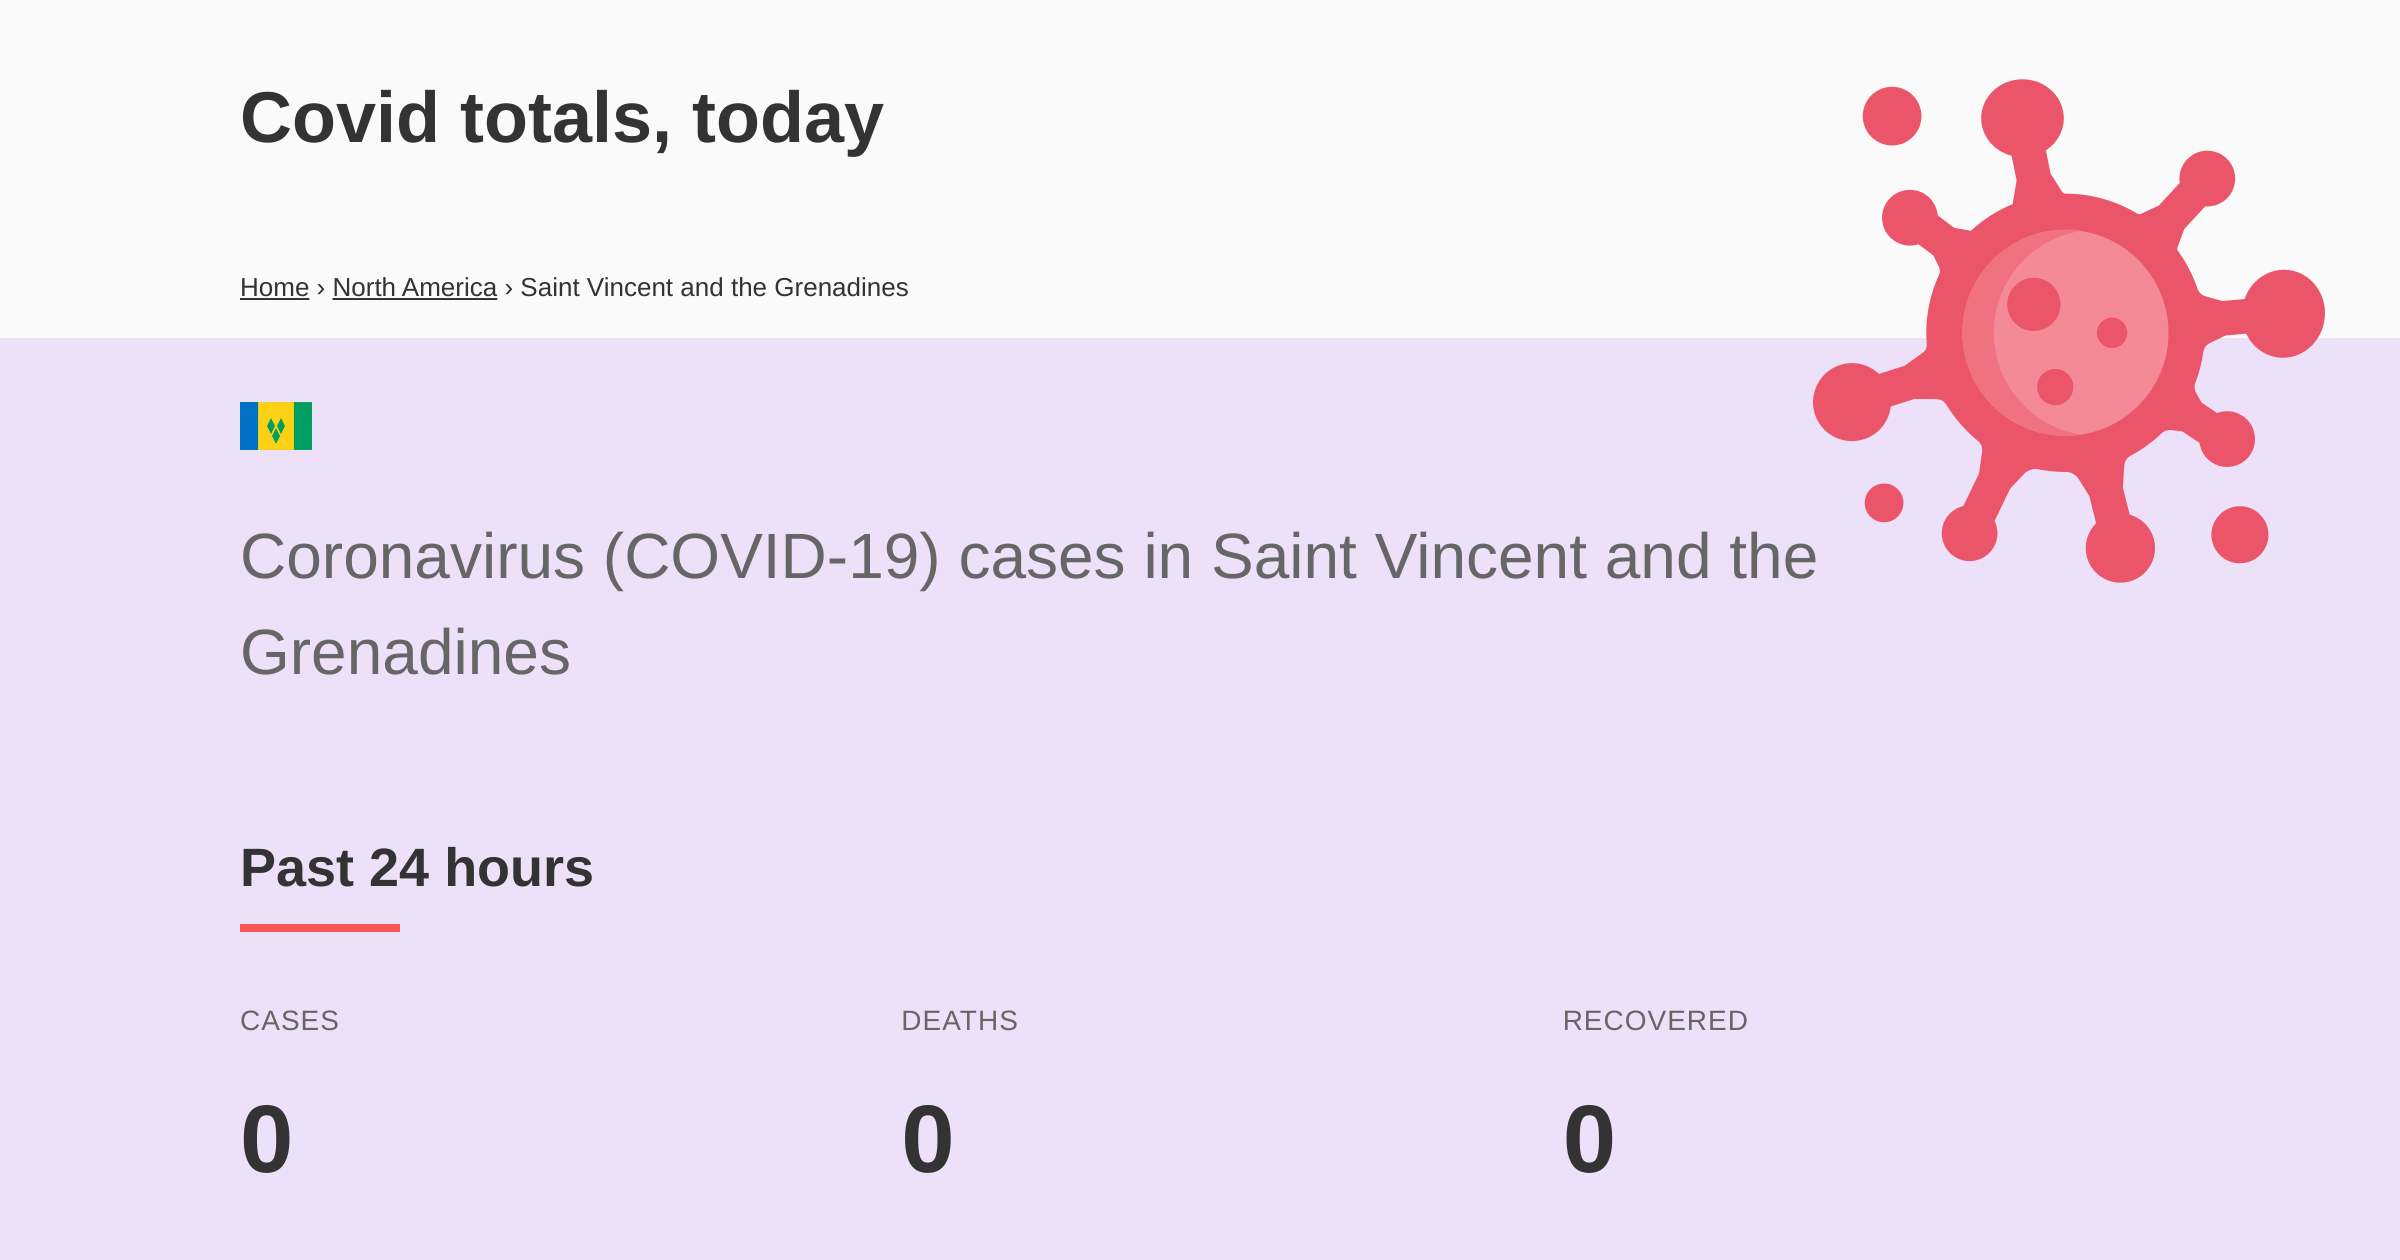 Covid totals, today
Home › North America › Saint Vincent and the Grenadines
Coronavirus (COVID-19) cases in Saint Vincent and the
Grenadines
Past 24 hours
CASES DEATHS RECOVERED
0 0 0